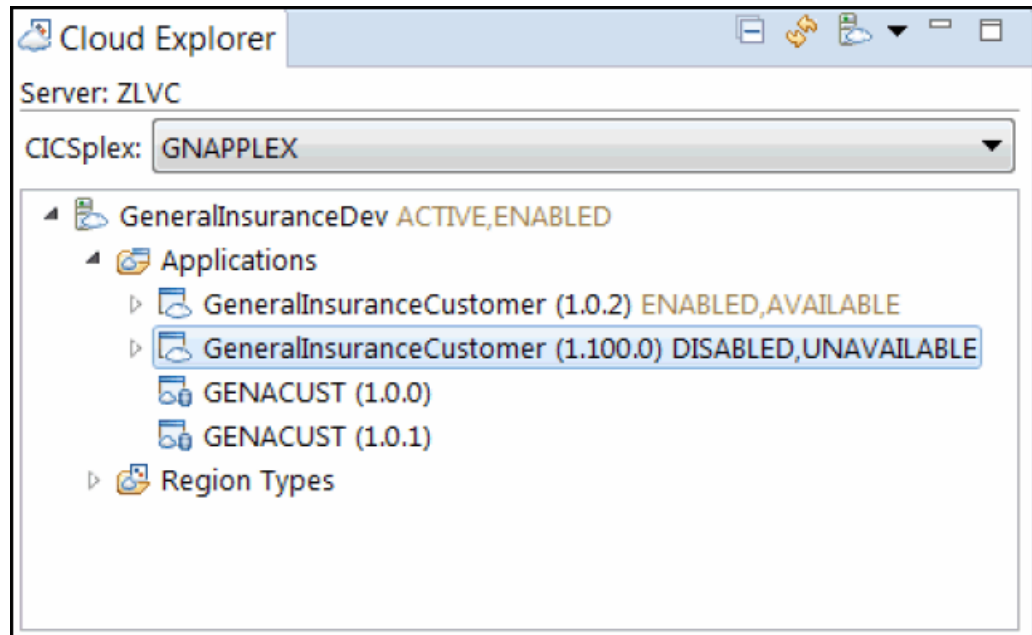 Cloud Explorer
Server: ZLVC
CICSplex: GNAPPLEX
GeneralInsuranceDev ACTIVE,ENABLED
Applications
GeneralInsuranceCustomer (1.0.2) ENABLED,AVAILABLE
GeneralInsuranceCustomer (1.100.0) DISABLED,UNAVAILABLE
GENACUST (1.0.0)
GENACUST (1.0.1)
Region Types